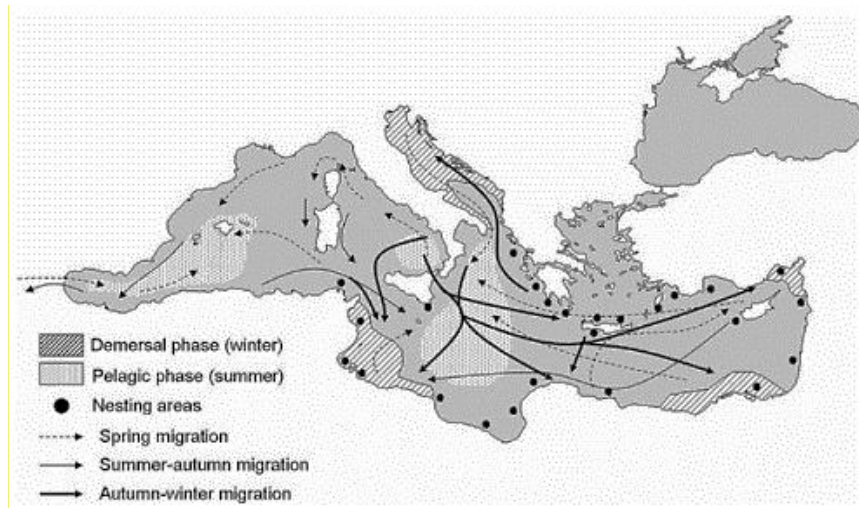 Demersal phase (winter)
Pelagic phase (summer)
Nesting areas
Spring migration
Summer-autumn migration
Autumn-winter migration